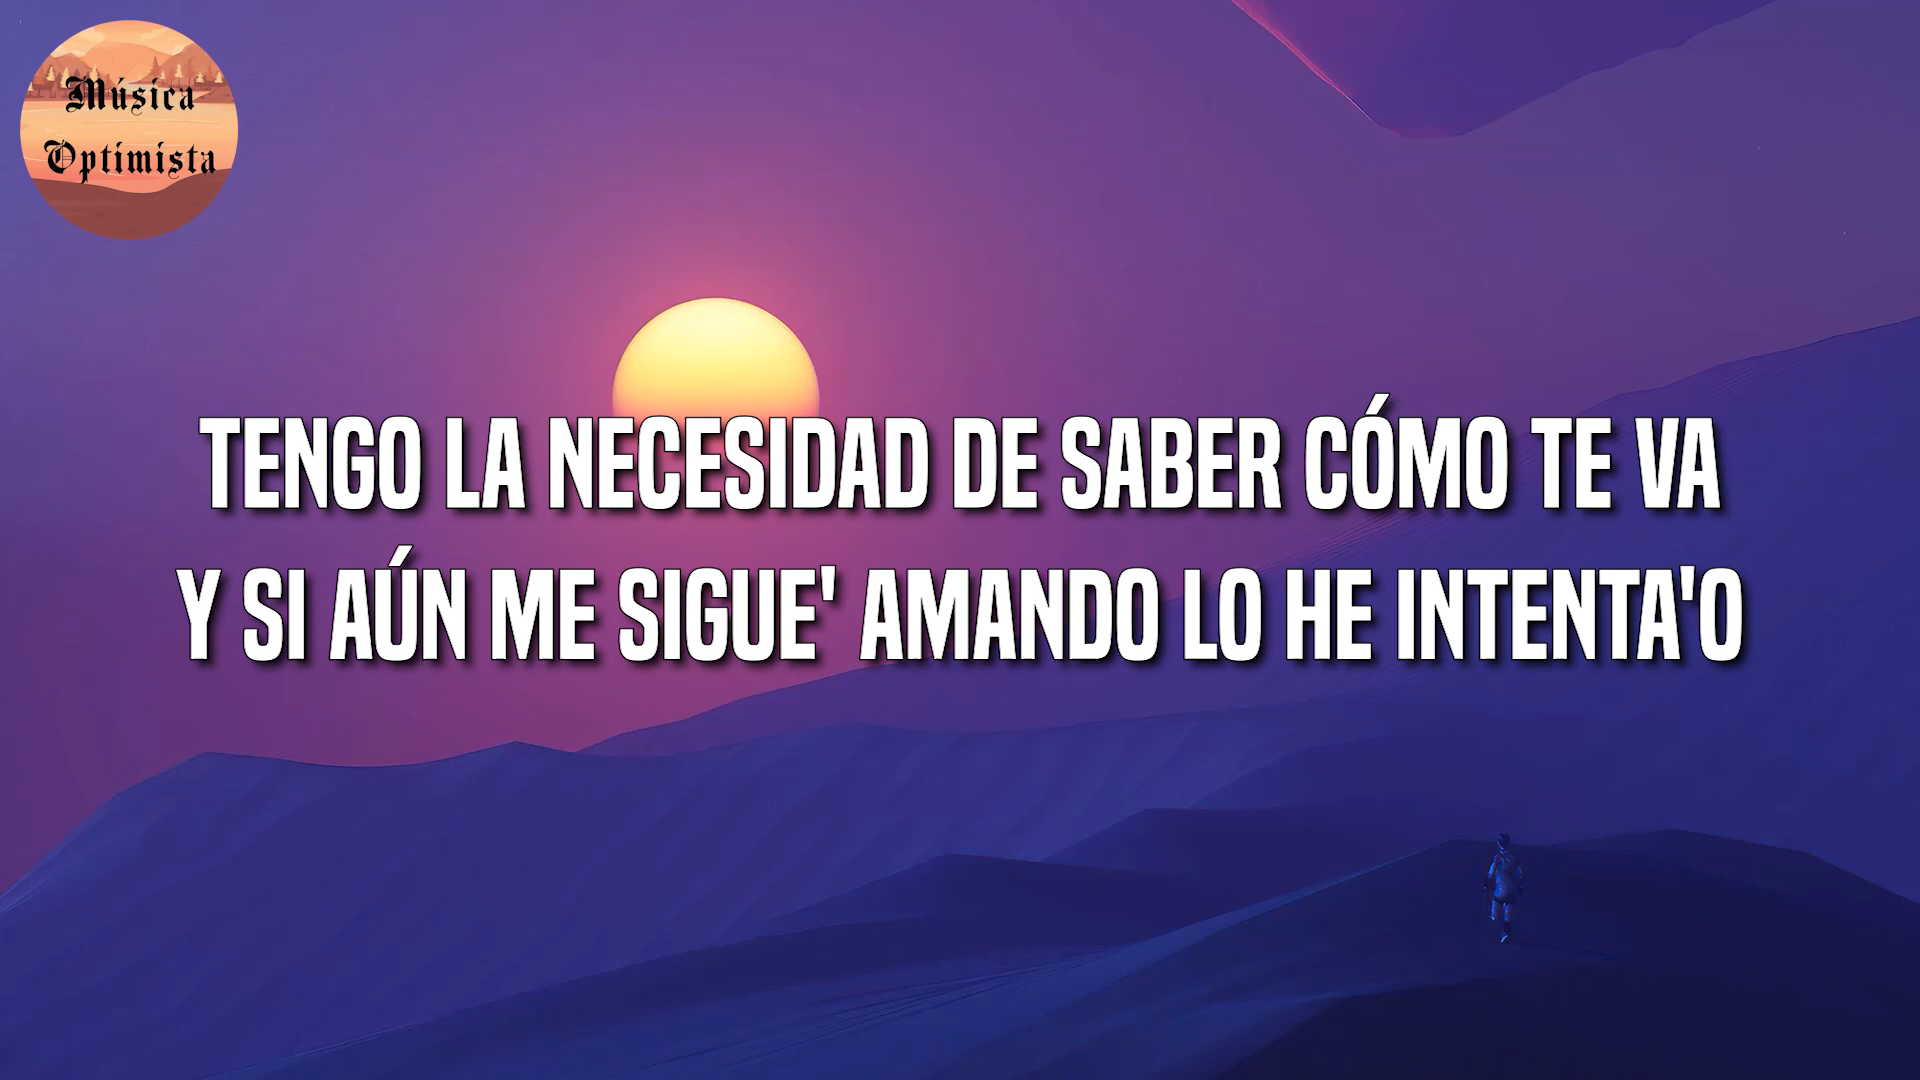 Música
Optimista
TENGO LA NECESIDAD DE SABER CÓMO TE VA
Y SI AÚN ME SIGUE' AMANDO LO HE INTENTA'O